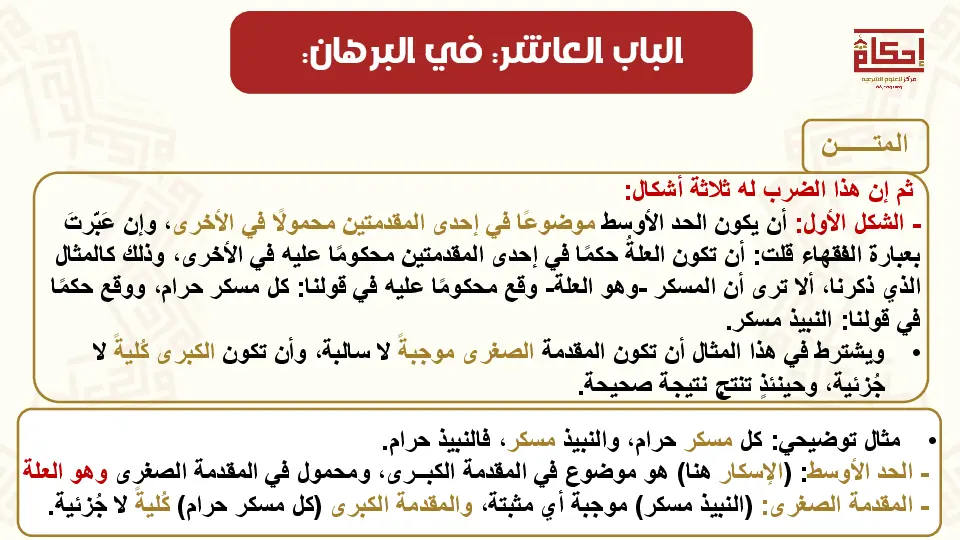 الباب العاشر: في البرهان:
إحكام
مركز للعلوم الشرعية
المتـــــــن
ثم إن هذا الضرب له ثلاثة أشكال:
- الشكل الأول: أن يكون الحد الأوسط موضوعًا في إحدى المقدمتين محمولًا في الأخرى، وإن عَبّرتَ
بعبارة الفقهاء قلت: أن تكون العلةُ حكمًا في إحدى المقدمتين محكومًا عليه في الأخرى، وذلك كالمثال
الذي ذكرنا، ألا ترى أن المسكر -وهو العلة- وقع محكومًا عليه في قولنا: كل مسكر حرام، ووقع حكمًا
في قولنا: النبيذ مسكر.
• ويشترط في هذا المثال أن تكون المقدمة الصغرى موجبةً لا سالبة، وأن تكون الكبرى كُليةً لا
جُزئية، وحينئذٍ تنتج نتيجة صحيحة.
• مثال توضيحي: كل مسكر حرام، والنبيذ مسكر، فالنبيذ حرام.
- الحد الأوسط: (الإسكار هنا) هو موضوع في المقدمة الكبــرى، ومحمول في المقدمة الصغرى وهو العلة
- المقدمة الصغرى: (النبيذ مسكر) موجبة أي مثبتة، والمقدمة الكبرى (كل مسكر حرام) كُليةً لا جُزئية.